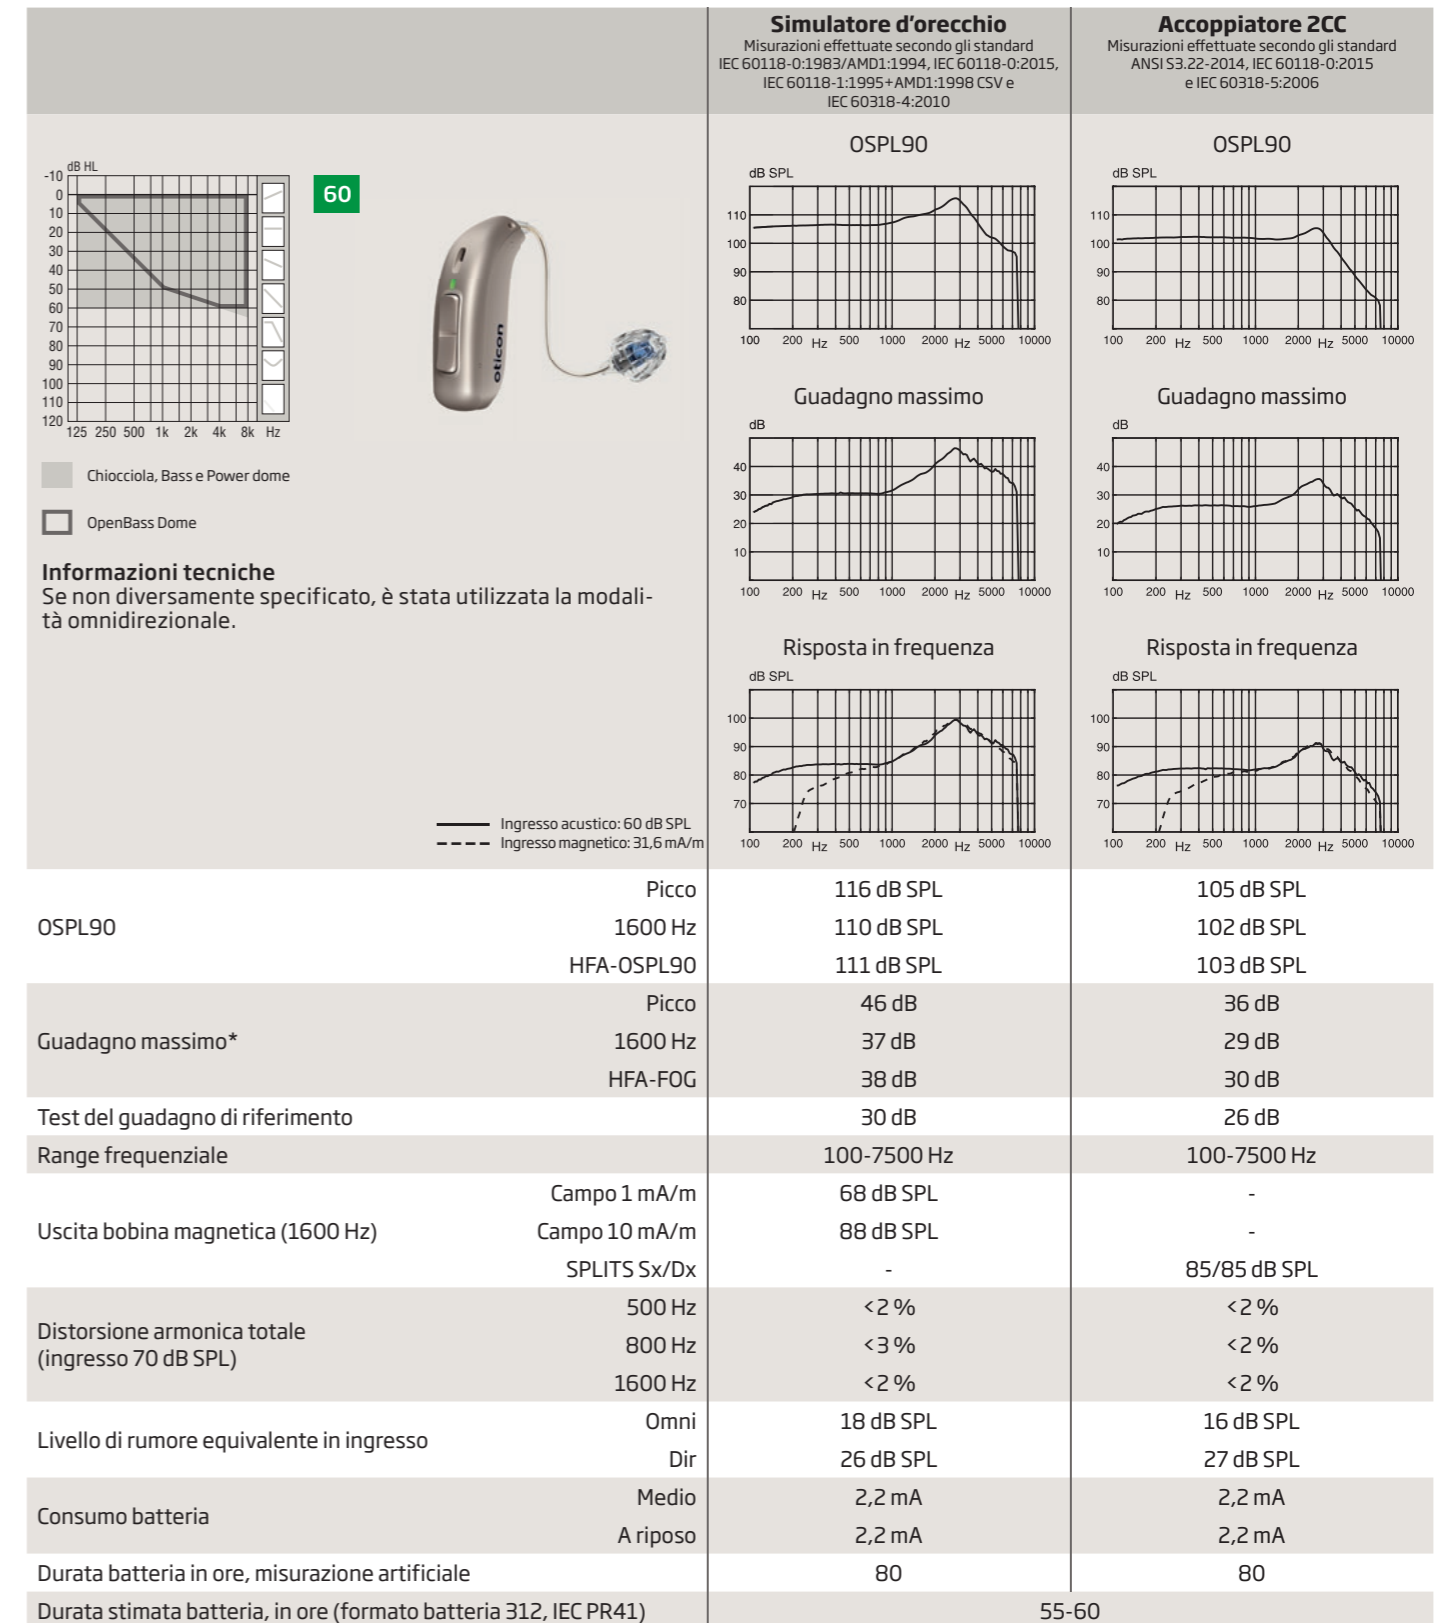 Simulatore d'orecchio
Misurazioni effettuate secondo gli standard
IEC 60118-0:1983/AMD1:1994, IEC 60118-0:2015,
IEC 60118-1:1995+AMD1:1998 CSV e
IEC 60318-4:2010
Accoppiatore 2CC
Misurazioni effettuate secondo gli standard
ANSI S3.22-2014, IEC 60118-0:2015
e IEC 60318-5:2006
dB HL
-10
0
10
20
30
40
50
60
70
80
90
100
110
120
125 250 500 1k 2k 4k 8k Hz
60
oticon
Chiocciola, Bass e Power dome
OpenBass Dome
Informazioni tecniche
Se non diversamente specificato, è stata utilizzata la modali-
tà omnidirezionale.
Ingresso acustico: 60 dB SPL
Ingresso magnetico: 31,6 mA/m
OSPL90
dB SPL
110
100
90
80
100 200 Hz 500 1000 2000 Hz 5000 10000
OSPL90
dB SPL
110
100
90
80
100 200 Hz 500 1000 2000 Hz 5000 10000
Guadagno massimo
dB
40
30
20
10
100 200 Hz 500 1000 2000 Hz 5000 10000
Guadagno massimo
dB
40
30
20
10
100 200 Hz 500 1000 2000 Hz 5000 10000
Risposta in frequenza
dB SPL
100
90
80
70
100 200 Hz 500 1000 2000 Hz 5000 10000
Risposta in frequenza
dB SPL
100
90
80
70
100 200 Hz 500 1000 2000 Hz 5000 10000
OSPL90
Picco 116 dB SPL 105 dB SPL
1600 Hz 110 dB SPL 102 dB SPL
HFA-OSPL90 111 dB SPL 103 dB SPL
Guadagno massimo*
Picco 46 dB 36 dB
1600 Hz 37 dB 29 dB
HFA-FOG 38 dB 30 dB
Test del guadagno di riferimento 30 dB 26 dB
Range frequenziale 100-7500 Hz 100-7500 Hz
Uscita bobina magnetica (1600 Hz)
Campo 1 mA/m 68 dB SPL -
Campo 10 mA/m 88 dB SPL -
SPLITS Sx/Dx - 85/85 dB SPL
Distorsione armonica totale
(ingresso 70 dB SPL)
500 Hz <2 % <2 %
800 Hz <3 % <2 %
1600 Hz <2 % <2 %
Livello di rumore equivalente in ingresso
Omni 18 dB SPL 16 dB SPL
Dir 26 dB SPL 27 dB SPL
Consumo batteria
Medio 2,2 mA 2,2 mA
A riposo 2,2 mA 2,2 mA
Durata batteria in ore, misurazione artificiale 80 80
Durata stimata batteria, in ore (formato batteria 312, IEC PR41) 55-60